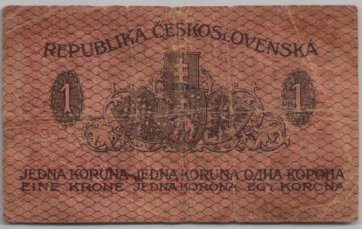 REPUBLIKA ČESKOSLOVENSKÁ
1 1
JEDNA KORUNA JEDNA KORUNA ОДНА КОРОНА
EINE KRONE JEDNA KORONA EGY KORONA